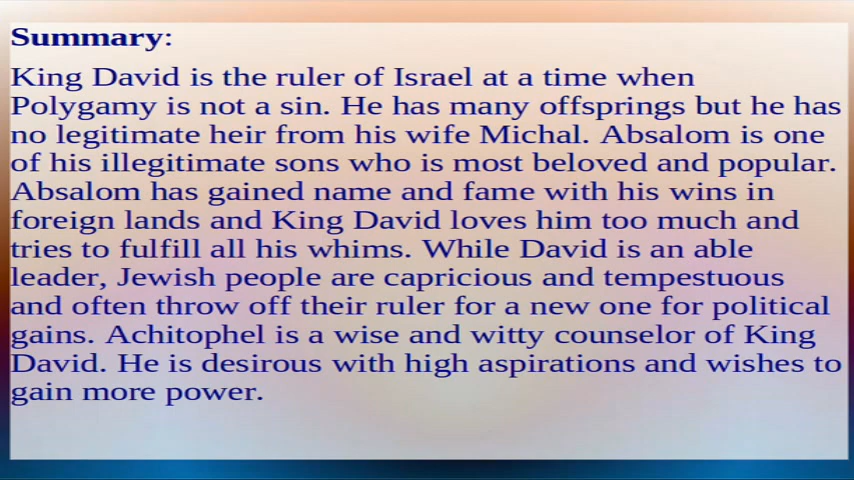 Summary:
King David is the ruler of Israel at a time when
Polygamy is not a sin. He has many offsprings but he has
no legitimate heir from his wife Michal. Absalom is one
of his illegitimate sons who is most beloved and popular.
Absalom has gained name and fame with his wins in
foreign lands and King David loves him too much and
tries to fulfill all his whims. While David is an able
leader, Jewish people are capricious and tempestuous
and often throw off their ruler for a new one for political
gains. Achitophel is a wise and witty counselor of King
David. He is desirous with high aspirations and wishes to
gain more power.